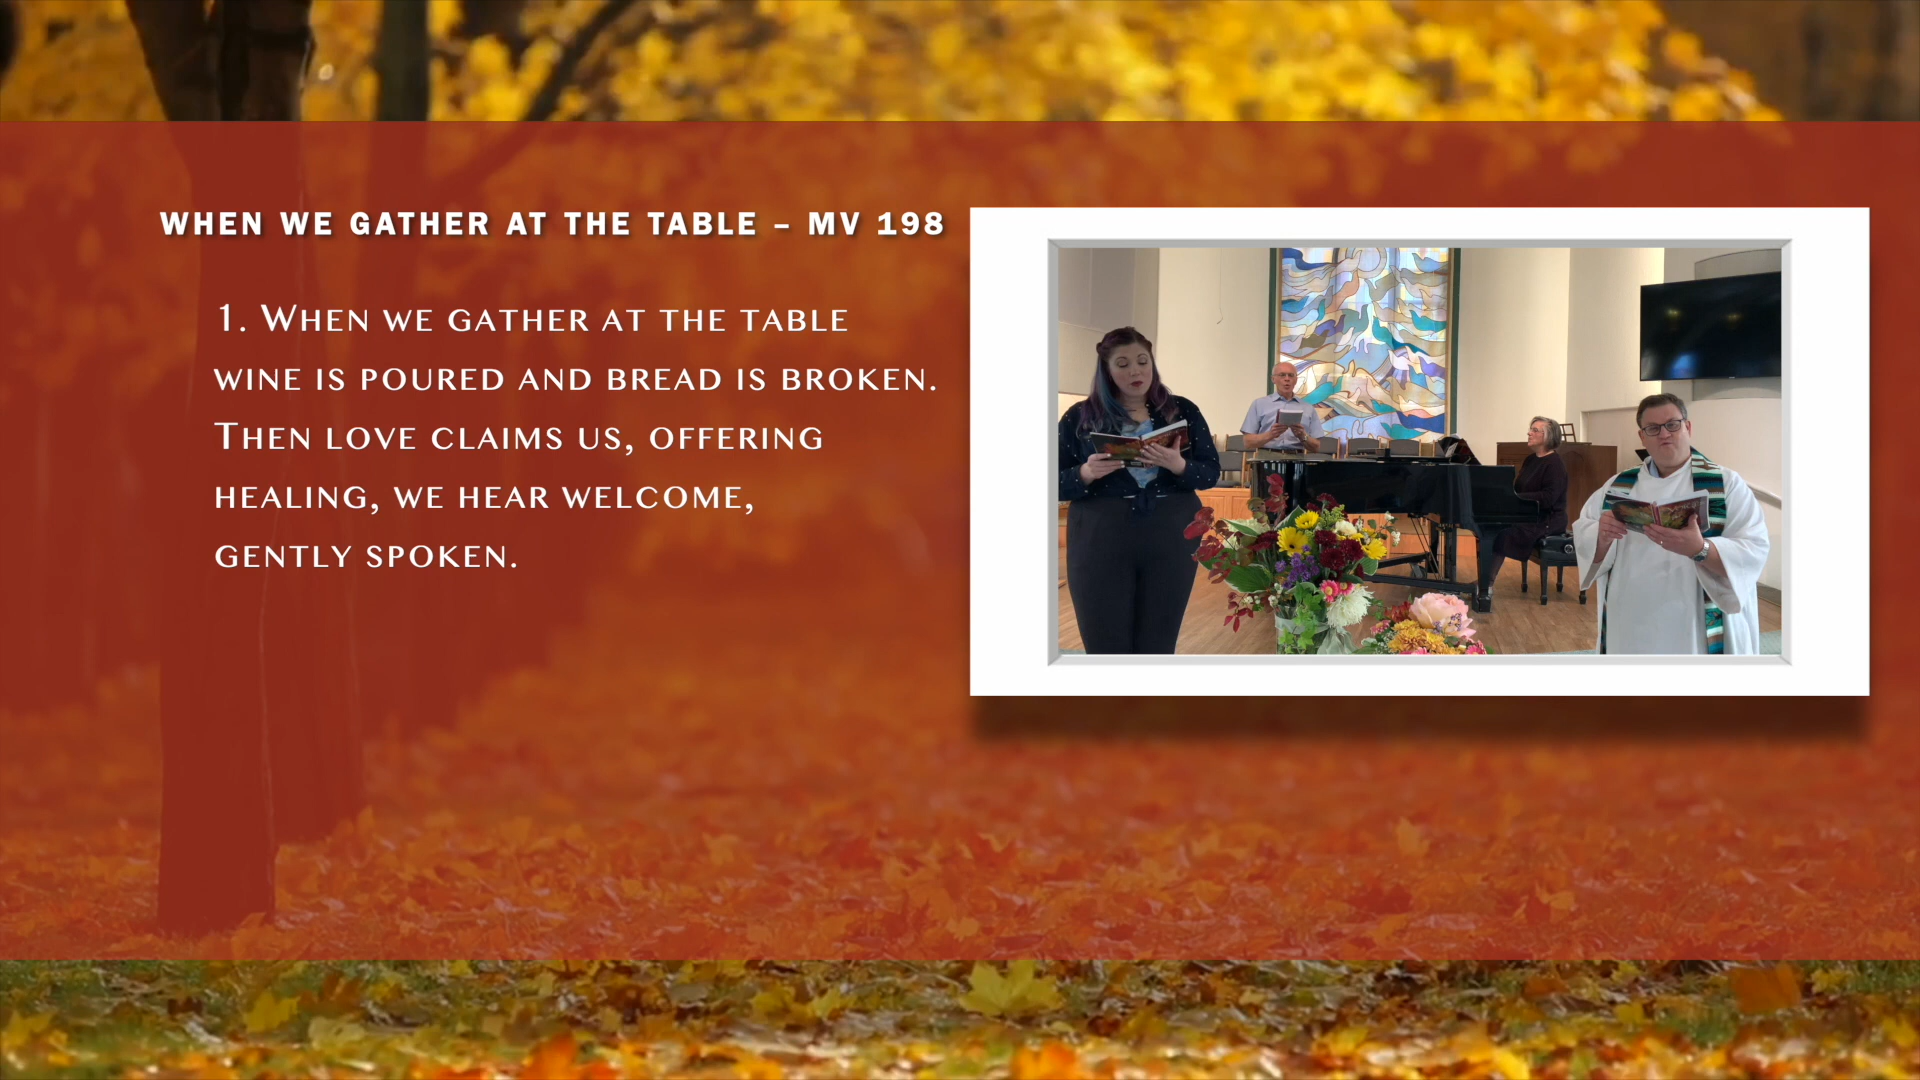 WHEN WE GATHER AT THE TABLE – MV 198
1. When we gather at the table
wine is poured and bread is broken.
Then love claims us, offering
healing, we hear welcome,
gently spoken.